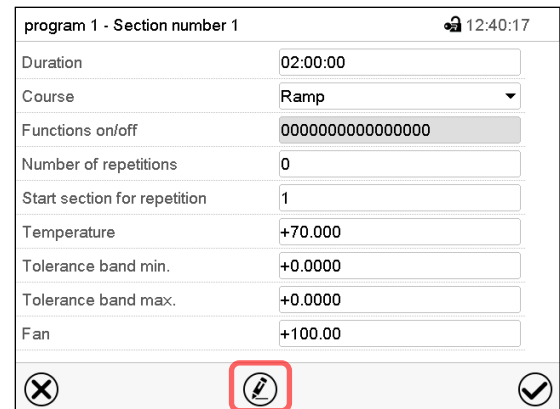 program 1 - Section number 1 12:40:17
Duration 02:00:00
Course Ramp
Functions on/off 0000000000000000
Number of repetitions 0
Start section for repetition 1
Temperature +70.000
Tolerance band min. +0.0000
Tolerance band max. +0.0000
Fan +100.00